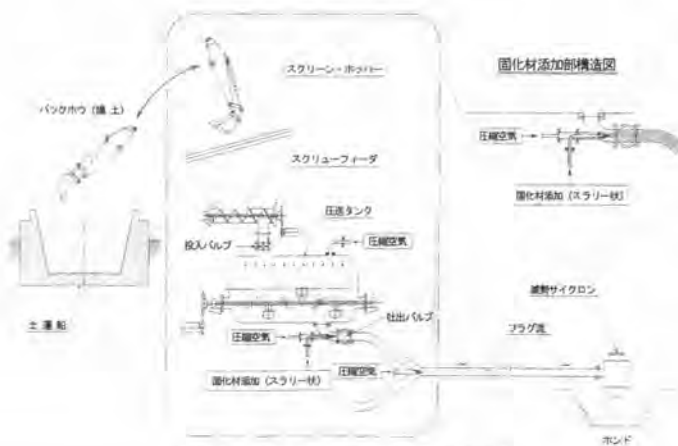 スクリーン・ホッパー
固化材添加部構造図
バックホウ（揚土）
圧縮空気
スクリューフィーダ
固化材添加（スラリー状）
圧送タンク
投入バルブ
圧縮空気
減勢サイクロン
土運船
吐出バルブ
プラグ流
圧縮空気
圧縮空気
固化材添加（スラリー状）
ポンド